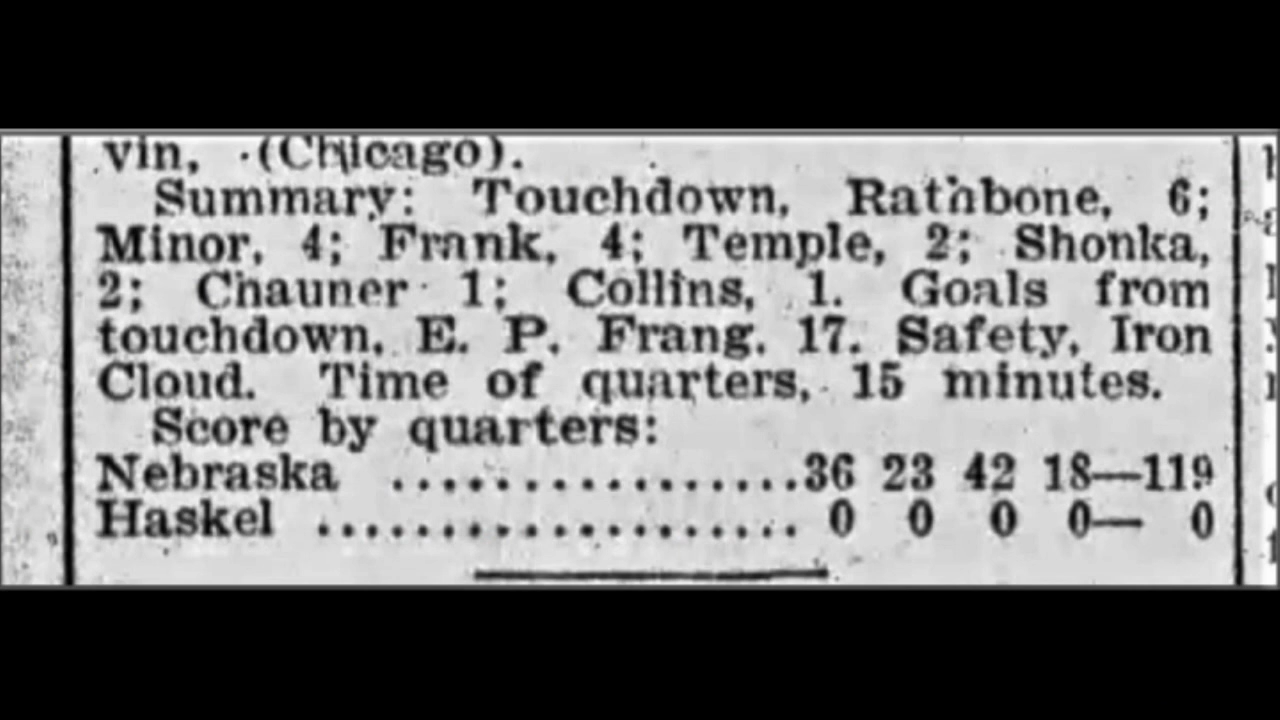 vin, (Chicago).
Summary: Touchdown, Rathbone, 6;
Minor, 4; Frank, 4; Temple, 2; Shonka,
2; Chauner 1; Collins, 1. Goals from
touchdown, E. P. Frang. 17. Safety, Iron
Cloud. Time of quarters, 15 minutes.
Score by quarters:
Nebraska ................36 23 42 18—119
Haskel ................... 0 0 0 0— 0